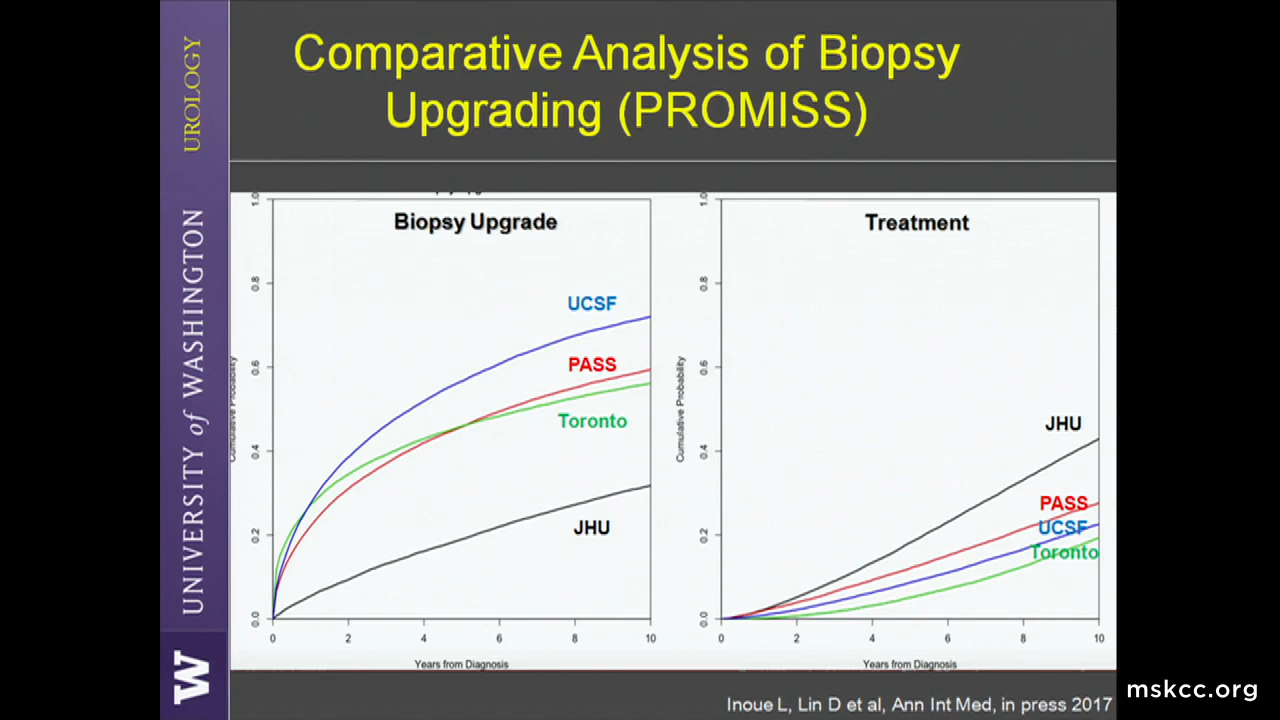 UROLOGY
UNIVERSITY of WASHINGTON
W
Comparative Analysis of Biopsy
Upgrading (PROMISS)
Biopsy Upgrade
UCSF
PASS
Toronto
JHU
Cumulative Probability
0.0
0.2
0.4
0.6
0.8
1.0
0
2
4
6
8
10
Years from Diagnosis
Treatment
JHU
PASS
UCSF
Toronto
Cumulative Probability
0.0
0.2
0.4
0.6
0.8
1.0
0
2
4
6
8
10
Years from Diagnosis
Inoue L, Lin D et al, Ann Int Med, in press 2017
mskcc.org